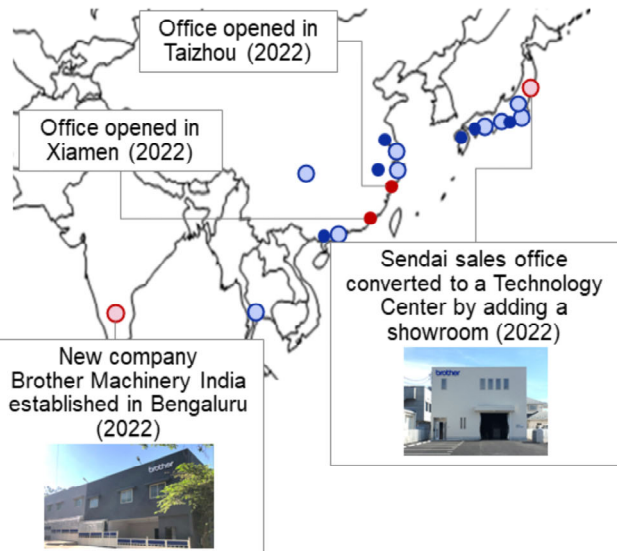 Office opened in
Taizhou (2022)
Office opened in
Xiamen (2022)
Sendai sales office
converted to a Technology
Center by adding a
showroom (2022)
brother
New company
Brother Machinery India
established in Bengaluru
(2022)
brother